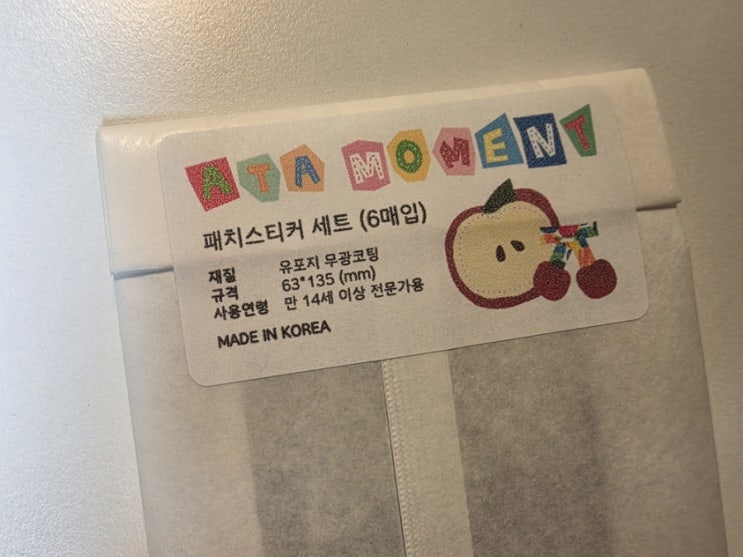 ATA MOMENT
패치스티커 세트 (6매입)
재질 유포지 무광코팅
규격 63*135 (mm)
사용연령 만 14세 이상 전문가용
MADE IN KOREA